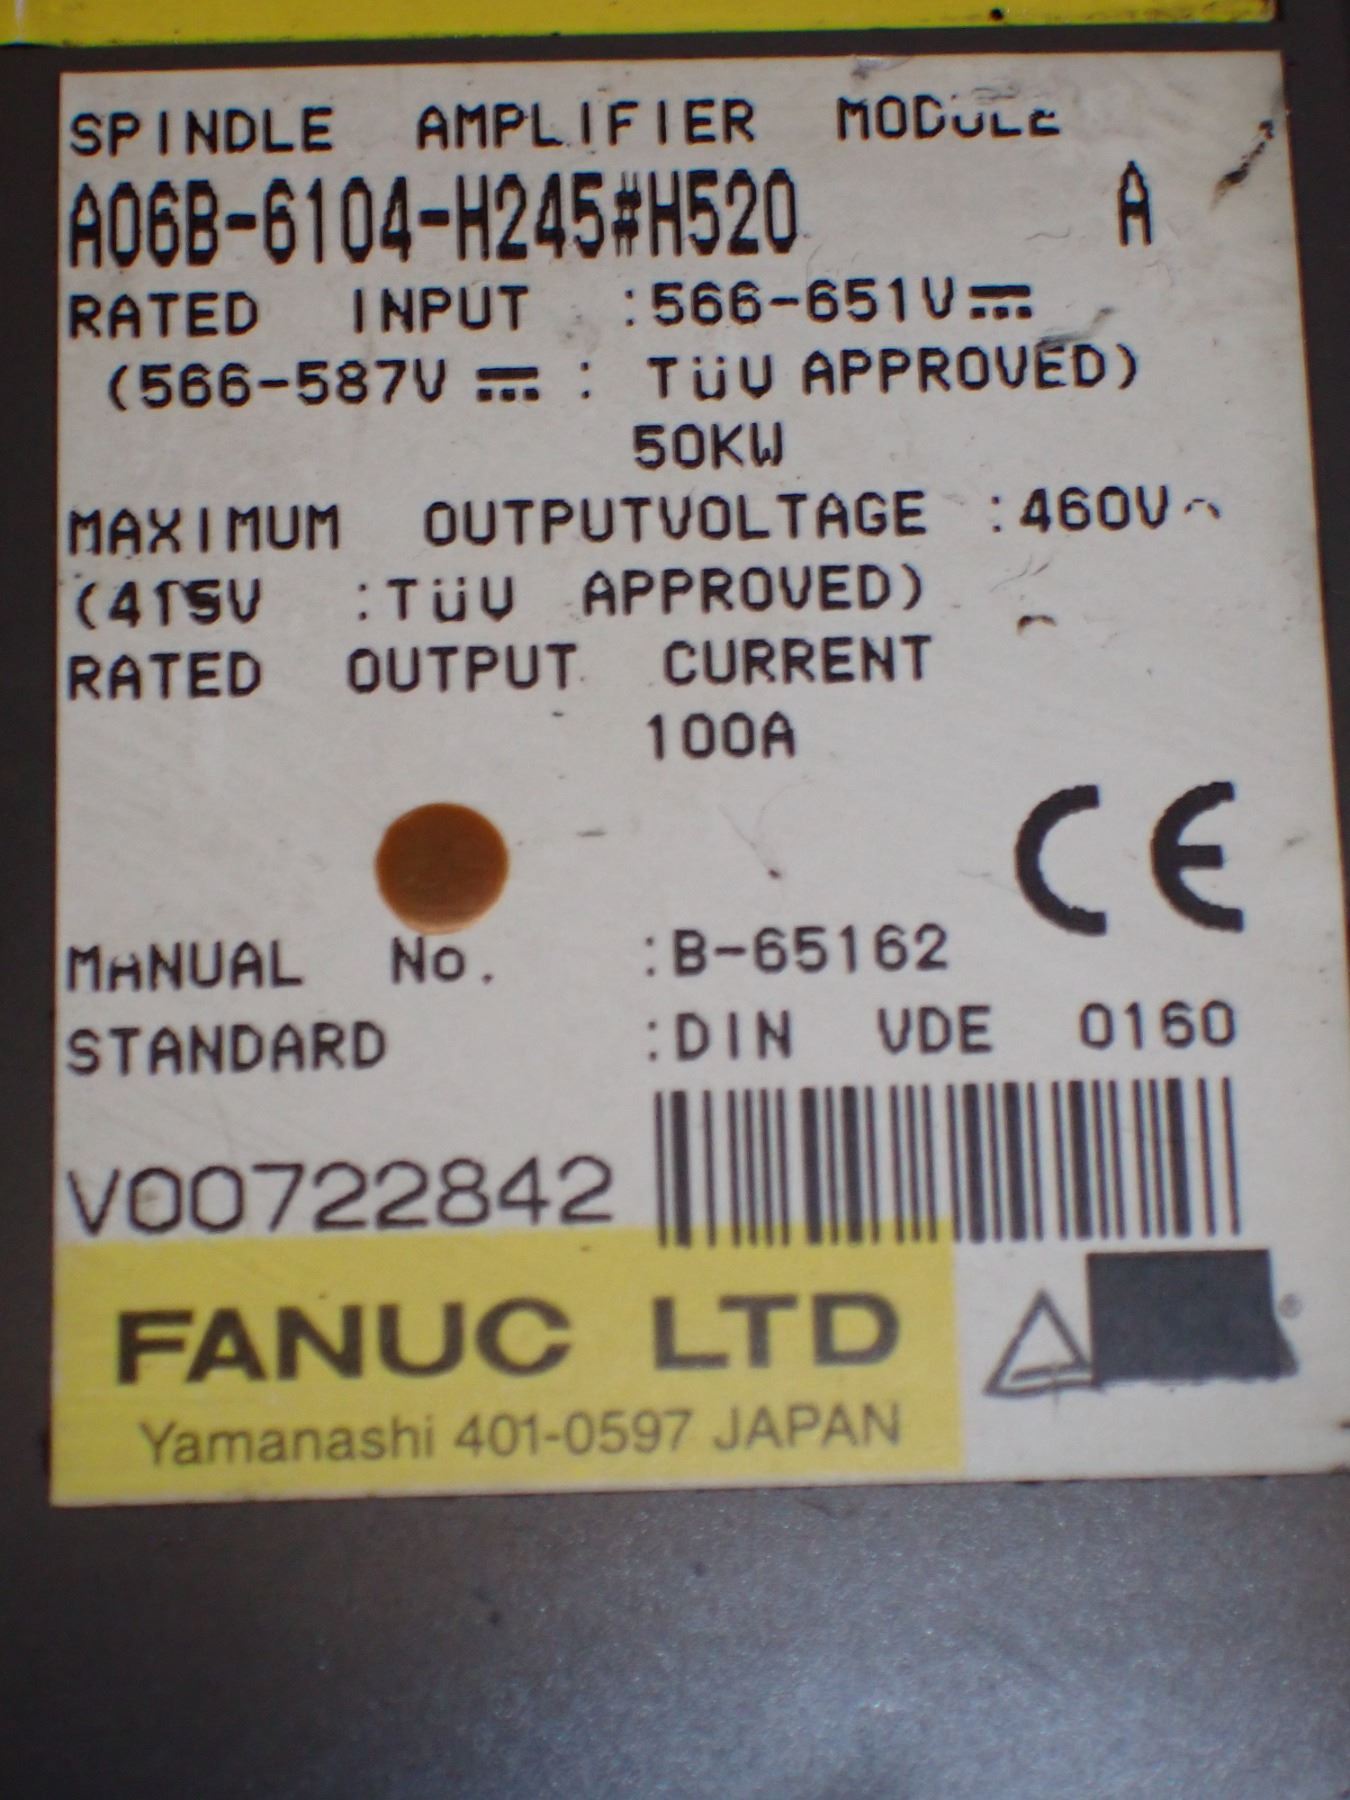 SPINDLE AMPLIFIER MODULE
A06B-6104-H245#H520 A
RATED INPUT :566-651V⎓
(566-587V ⎓ : TüV APPROVED)
50KW
MAXIMUM OUTPUTVOLTAGE :460V~
(415V :TüV APPROVED)
RATED OUTPUT CURRENT
100A
CE
MANUAL No. :B-65162
STANDARD :DIN VDE 0160
V00722842
FANUC LTD
Yamanashi 401-0597 JAPAN